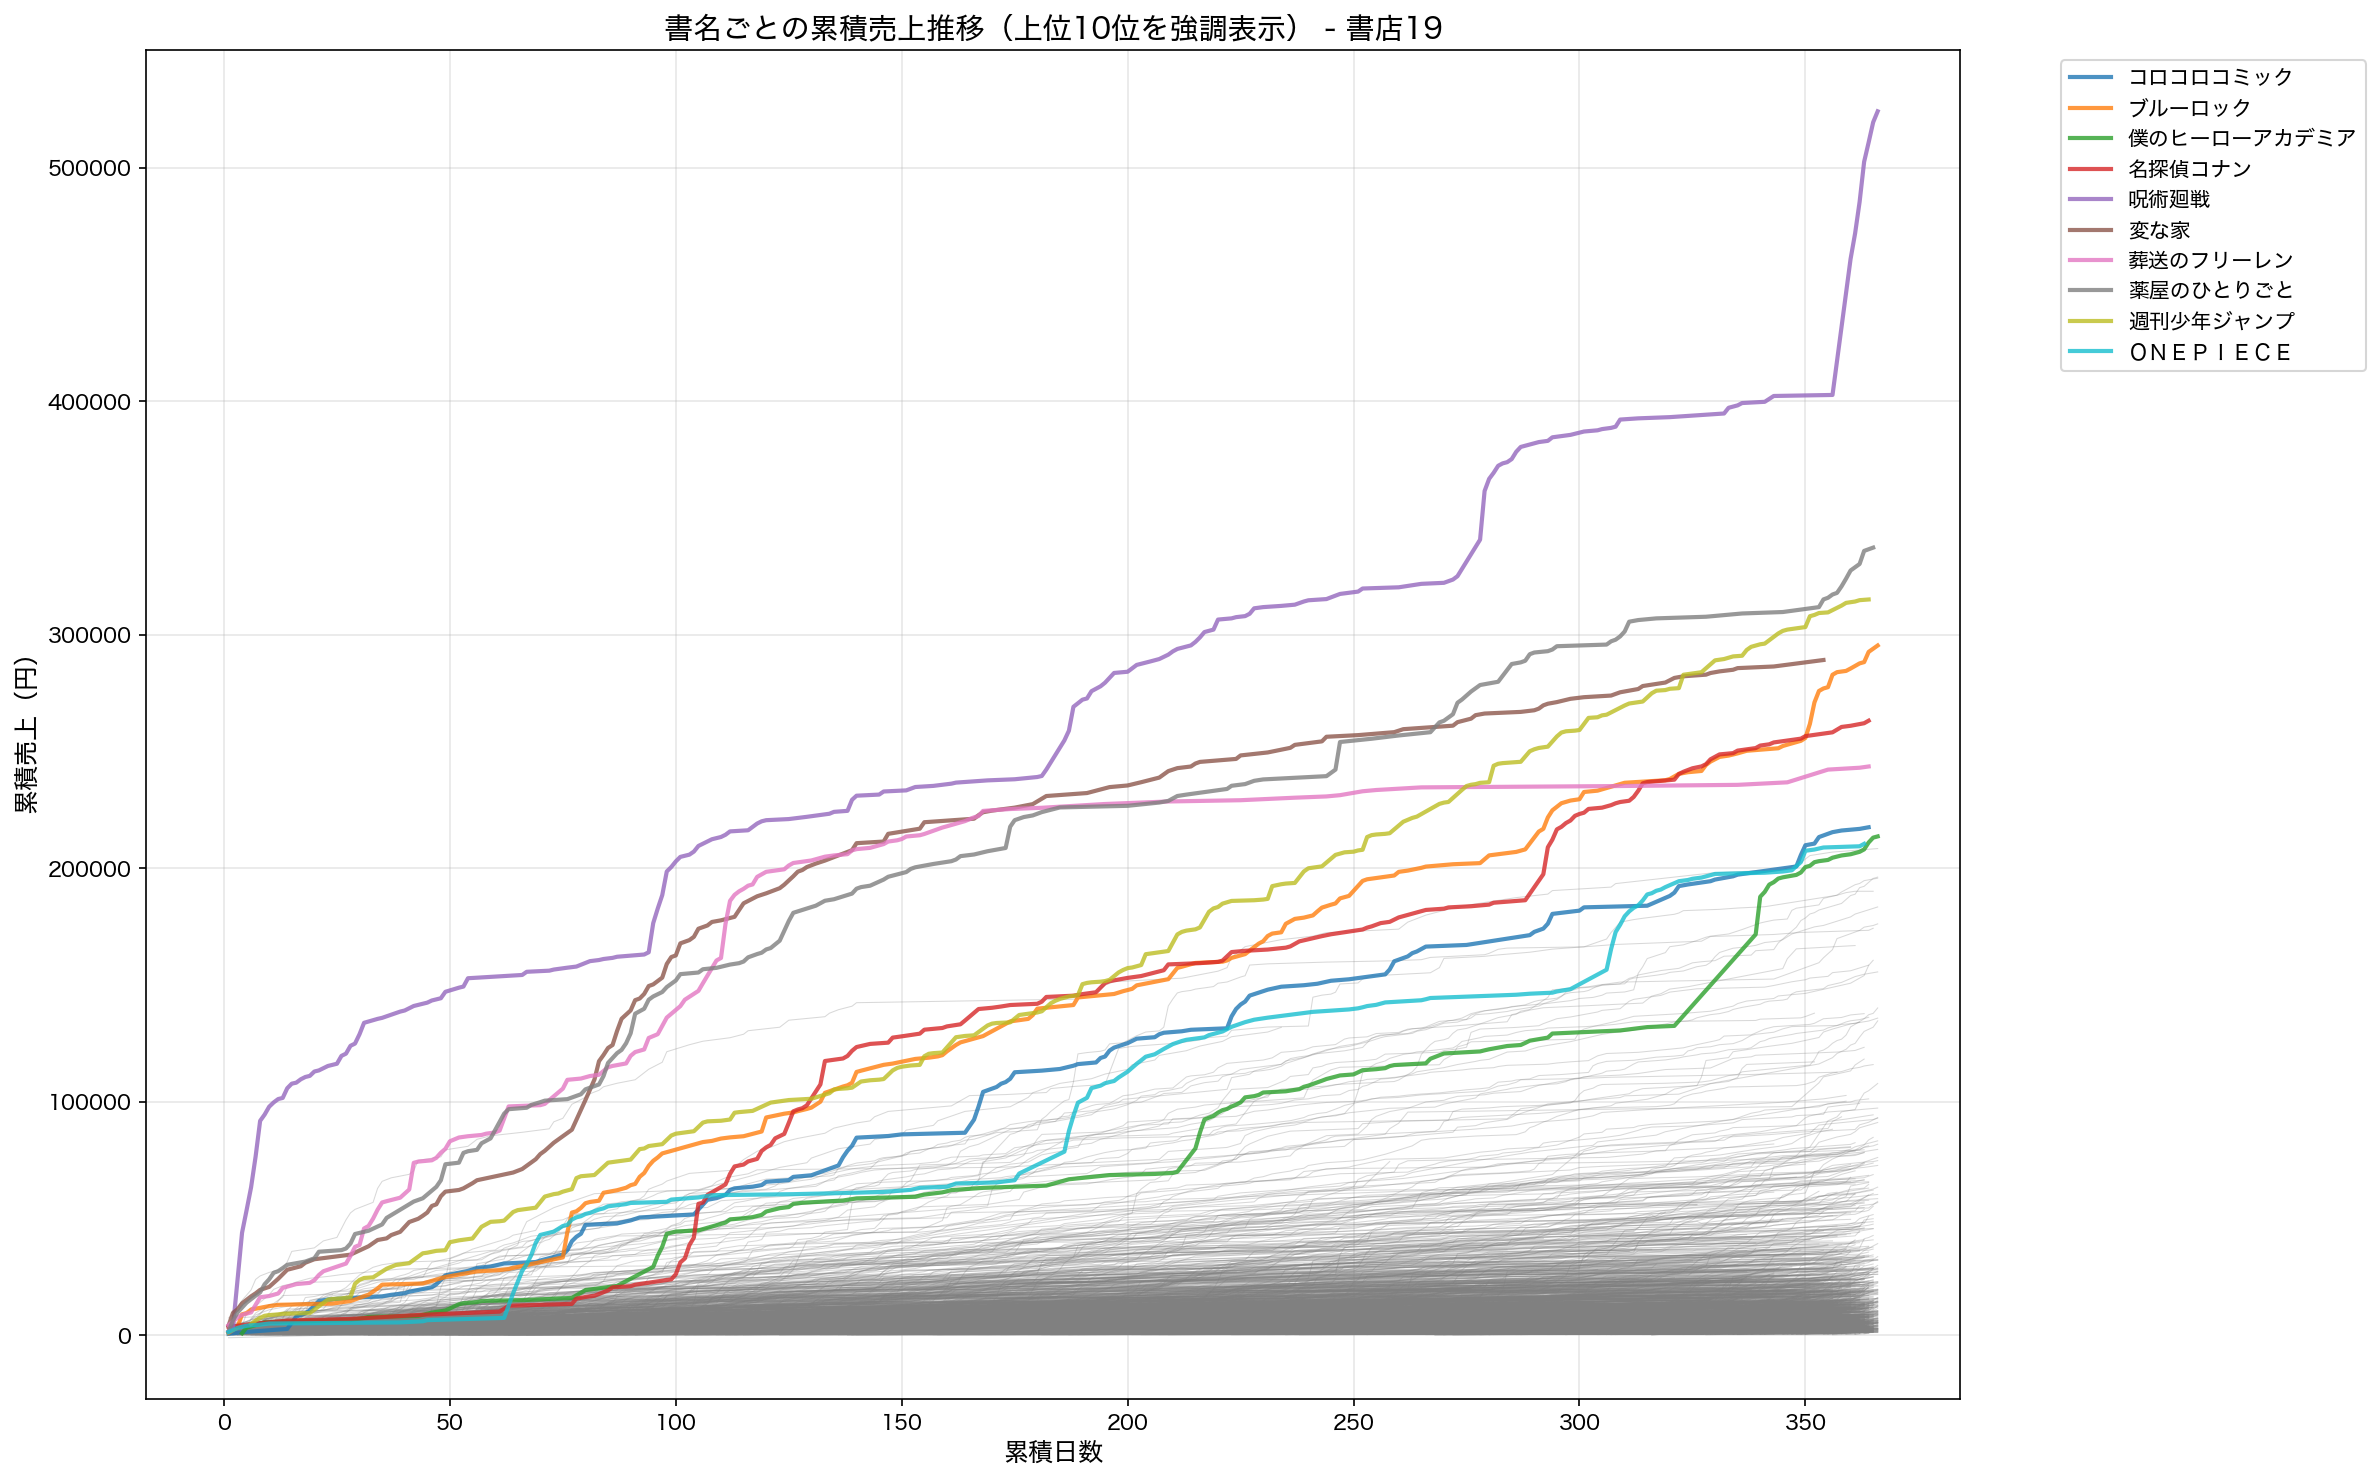 書名ごとの累積売上推移（上位10位を強調表示） - 書店19
コロコロコミック
ブルーロック
僕のヒーローアカデミア
名探偵コナン
呪術廻戦
変な家
葬送のフリーレン
薬屋のひとりごと
週刊少年ジャンプ
ＯＮＥＰＩＥＣＥ
累積売上（円）
500000
400000
300000
200000
100000
0
0 50 100 150 200 250 300 350
累積日数